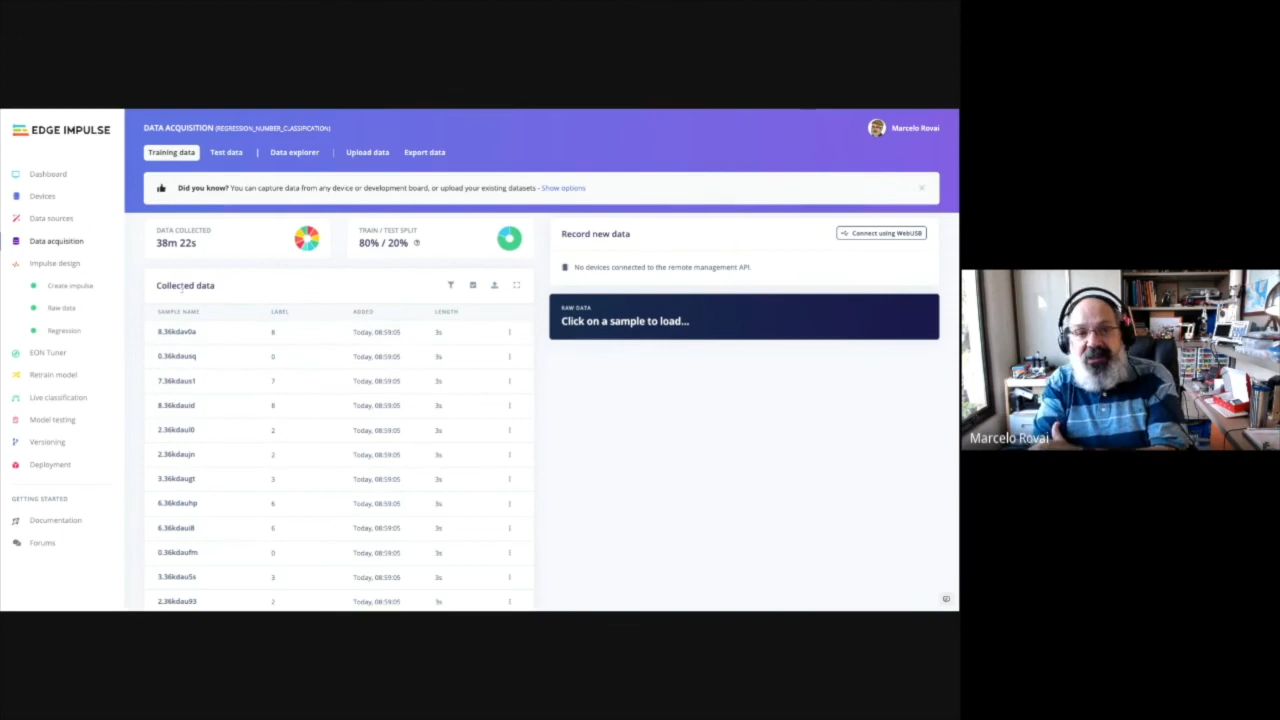 EDGE IMPULSE
Dashboard
Devices
Data sources
Data acquisition
Impulse design
Create impulse
Raw data
Regression
EON Tuner
Retrain model
Live classification
Model testing
Versioning
Deployment
GETTING STARTED
Documentation
Forums
DATA ACQUISITION (REGRESSION_NUMBER_CLASSIFICATION)
Marcelo Rovai
Training data Test data | Data explorer | Upload data Export data
Did you know? You can capture data from any device or development board, or upload your existing datasets - Show options
DATA COLLECTED
38m 22s
TRAIN / TEST SPLIT
80% / 20%
Collected data
SAMPLE NAME LABEL ADDED LENGTH
8.36kdav0a 8 Today, 08:59:05 3s
0.36kdausq 0 Today, 08:59:05 3s
7.36kdaus1 7 Today, 08:59:05 3s
8.36kdauid 8 Today, 08:59:05 3s
2.36kdaul0 2 Today, 08:59:05 3s
2.36kdaujn 2 Today, 08:59:05 3s
3.36kdaugt 3 Today, 08:59:05 3s
6.36kdauhp 6 Today, 08:59:05 3s
6.36kdaui8 6 Today, 08:59:05 3s
0.36kdaufm 0 Today, 08:59:05 3s
3.36kdau5s 3 Today, 08:59:05 3s
2.36kdau93 2 Today, 08:59:05 3s
Record new data
Connect using WebUSB
No devices connected to the remote management API.
RAW DATA
Click on a sample to load...
Marcelo Rovai